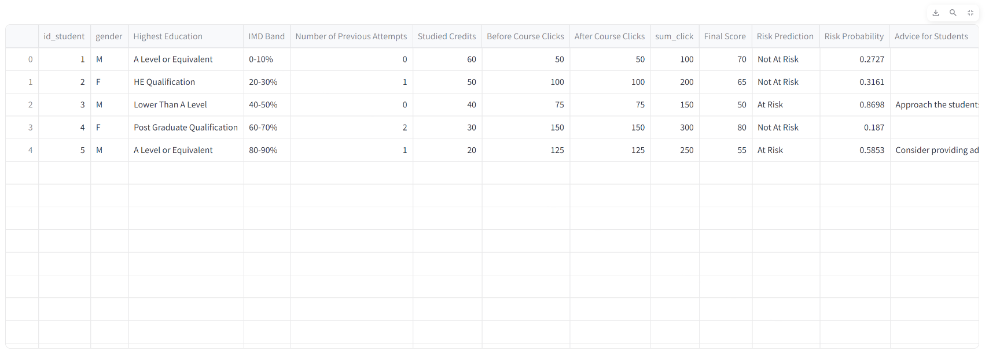 id_student gender Highest Education IMD Band Number of Previous Attempts Studied Credits Before Course Clicks After Course Clicks sum_click Final Score Risk Prediction Risk Probability Advice for Students
0 1 M A Level or Equivalent 0-10% 0 60 50 50 100 70 Not At Risk 0.2727
1 2 F HE Qualification 20-30% 1 50 100 100 200 65 Not At Risk 0.3161
2 3 M Lower Than A Level 40-50% 0 40 75 75 150 50 At Risk 0.8698 Approach the students
3 4 F Post Graduate Qualification 60-70% 2 30 150 150 300 80 Not At Risk 0.187
4 5 M A Level or Equivalent 80-90% 1 20 125 125 250 55 At Risk 0.5853 Consider providing ad